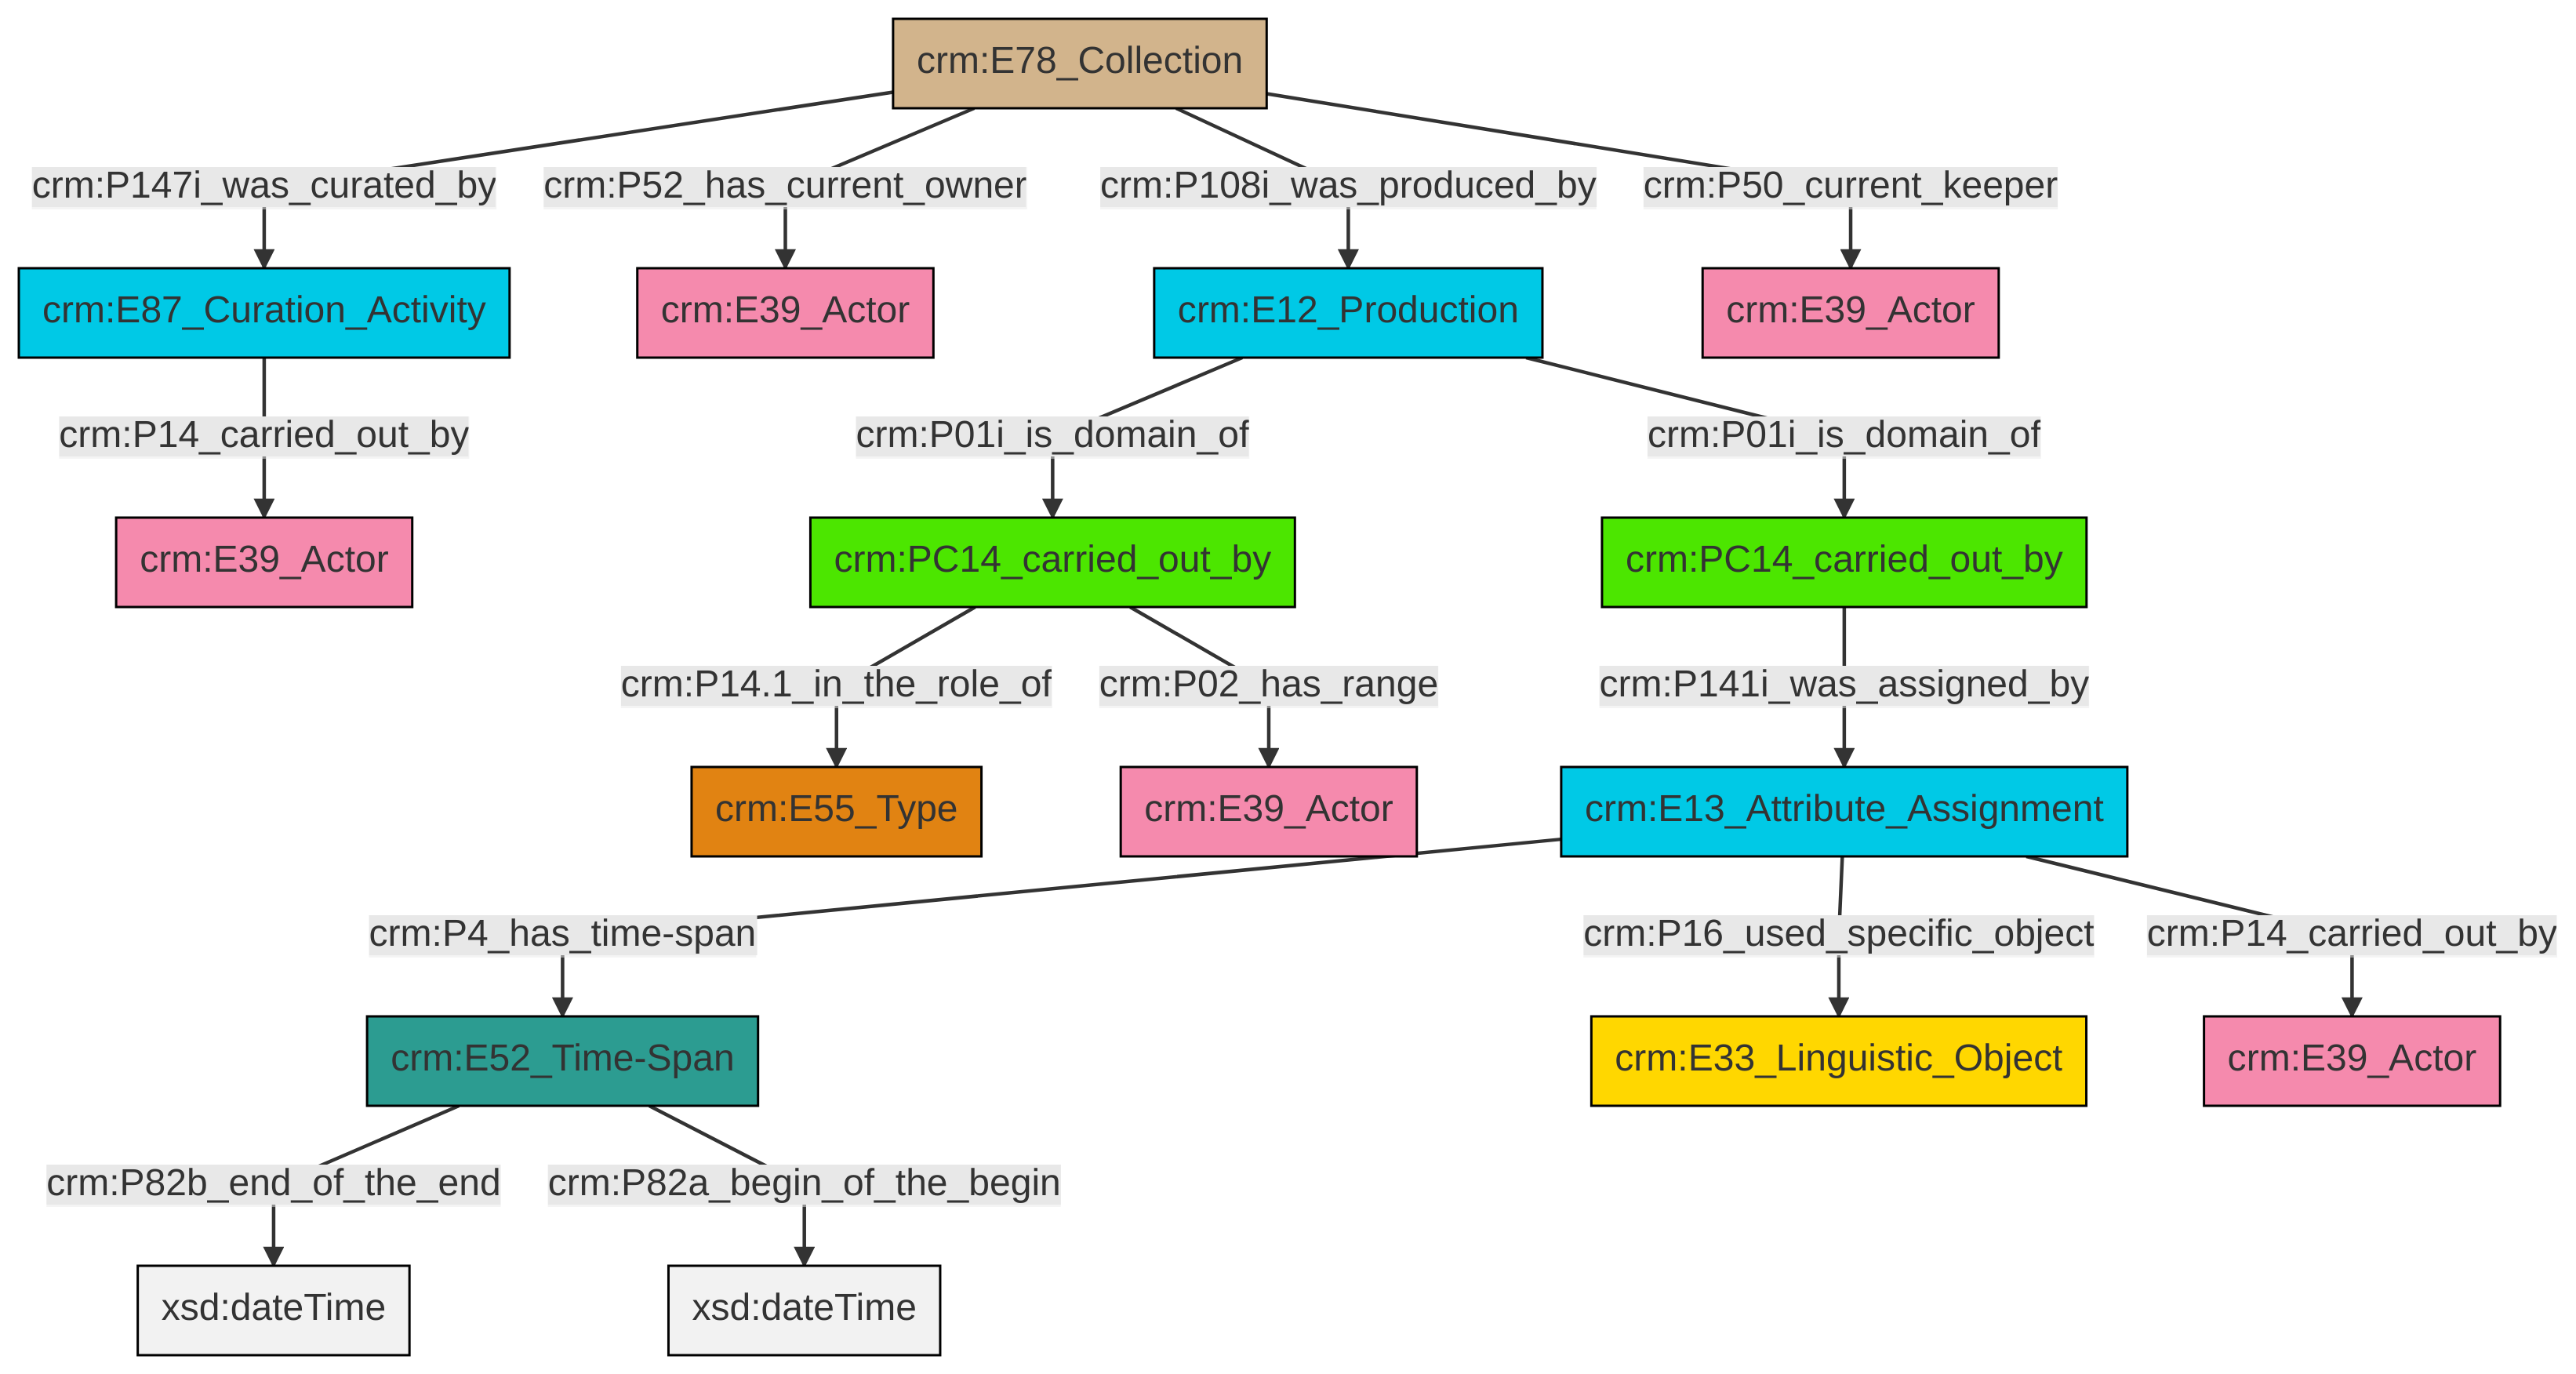 crm:E78_Collection
crm:P147i_was_curated_by
crm:P52_has_current_owner
crm:P108i_was_produced_by
crm:P50_current_keeper
crm:E87_Curation_Activity
crm:E39_Actor
crm:E12_Production
crm:E39_Actor
crm:P14_carried_out_by
crm:P01i_is_domain_of
crm:P01i_is_domain_of
crm:E39_Actor
crm:PC14_carried_out_by
crm:PC14_carried_out_by
crm:P14.1_in_the_role_of
crm:P02_has_range
crm:P141i_was_assigned_by
crm:E55_Type
crm:E39_Actor
crm:E13_Attribute_Assignment
crm:P4_has_time-span
crm:P16_used_specific_object
crm:P14_carried_out_by
crm:E52_Time-Span
crm:E33_Linguistic_Object
crm:E39_Actor
crm:P82b_end_of_the_end
crm:P82a_begin_of_the_begin
xsd:dateTime
xsd:dateTime